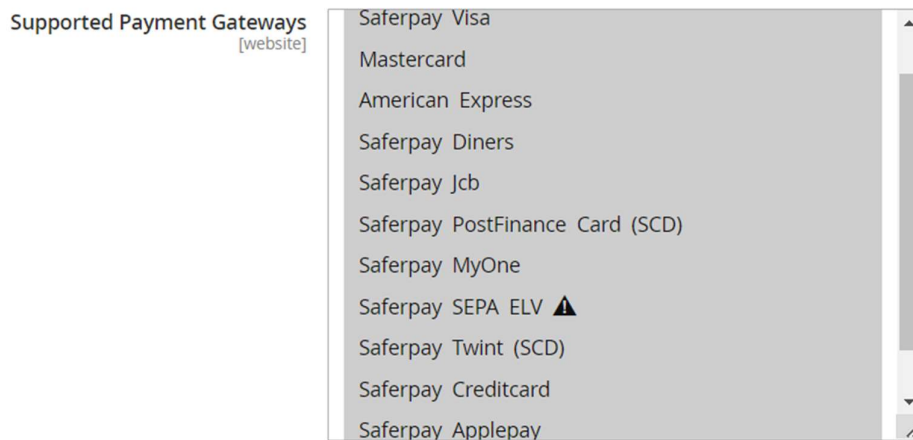 Supported Payment Gateways
[website]
Saferpay Visa
Mastercard
American Express
Saferpay Diners
Saferpay Jcb
Saferpay PostFinance Card (SCD)
Saferpay MyOne
Saferpay SEPA ELV
Saferpay Twint (SCD)
Saferpay Creditcard
Saferpay Applepay